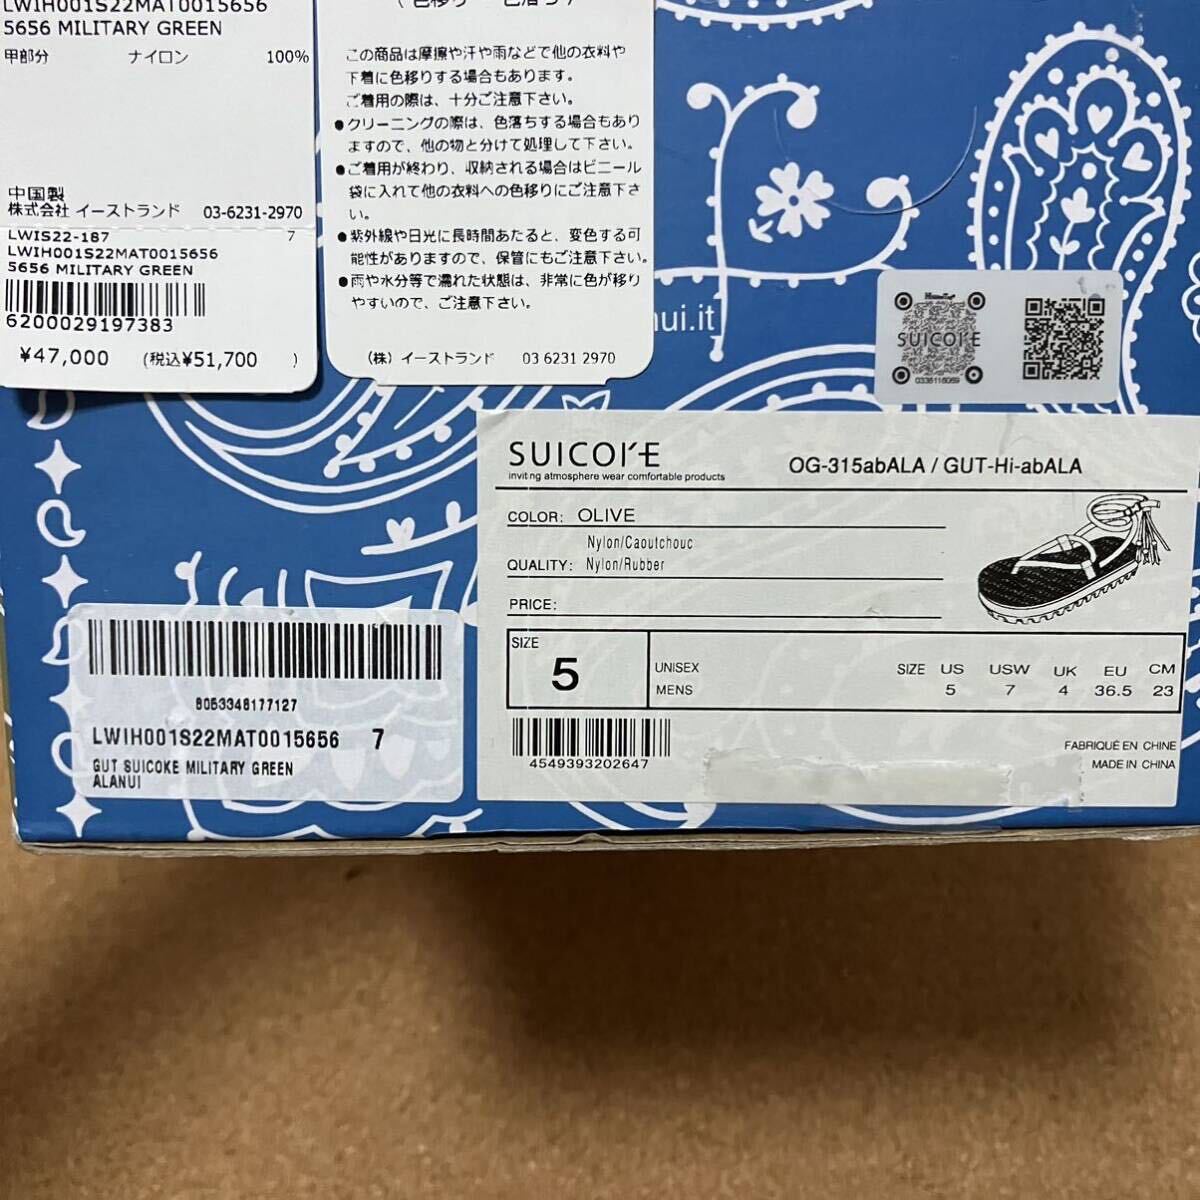 LWIH001S22MAT0015656
5656 MILITARY GREEN
甲部分 ナイロン 100%
中国製
株式会社 イーストランド 03-6231-2970
LWIS22-187 7
LWIH001S22MAT0015656
5656 MILITARY GREEN
6200029197383
¥47,000 (税込¥51,700 )
この商品は摩擦や汗や雨などで他の衣料や
下着に色移りする場合もあります。
ご着用の際は、十分ご注意下さい。
●クリーニングの際は、色落ちする場合もあり
ますので、他の物と分けて処理して下さい。
●ご着用が終わり、収納される場合はビニール
袋に入れて他の衣料への色移りにご注意下さ
い。
●紫外線や日光に長時間あたると、変色する可
能性がありますので、保管にもご注意下さい。
●雨や水分等で濡れた状態は、非常に色が移り
やすいので、ご注意下さい。
(株) イーストランド 03 6231 2970
nui.it
SUICOKE
0336116069
SUICOKE
inviting atmosphere wear comfortable products
OG-315abALA / GUT-Hi-abALA
COLOR: OLIVE
Nylon/Caoutchouc
QUALITY: Nylon/Rubber
PRICE:
SIZE
5
UNISEX
MENS
SIZE US USW UK EU CM
5 7 4 36.5 23
4549393202647
FABRIQUÉ EN CHINE
MADE IN CHINA
8053348177127
LWIH001S22MAT0015656 7
GUT SUICOKE MILITARY GREEN
ALANUI